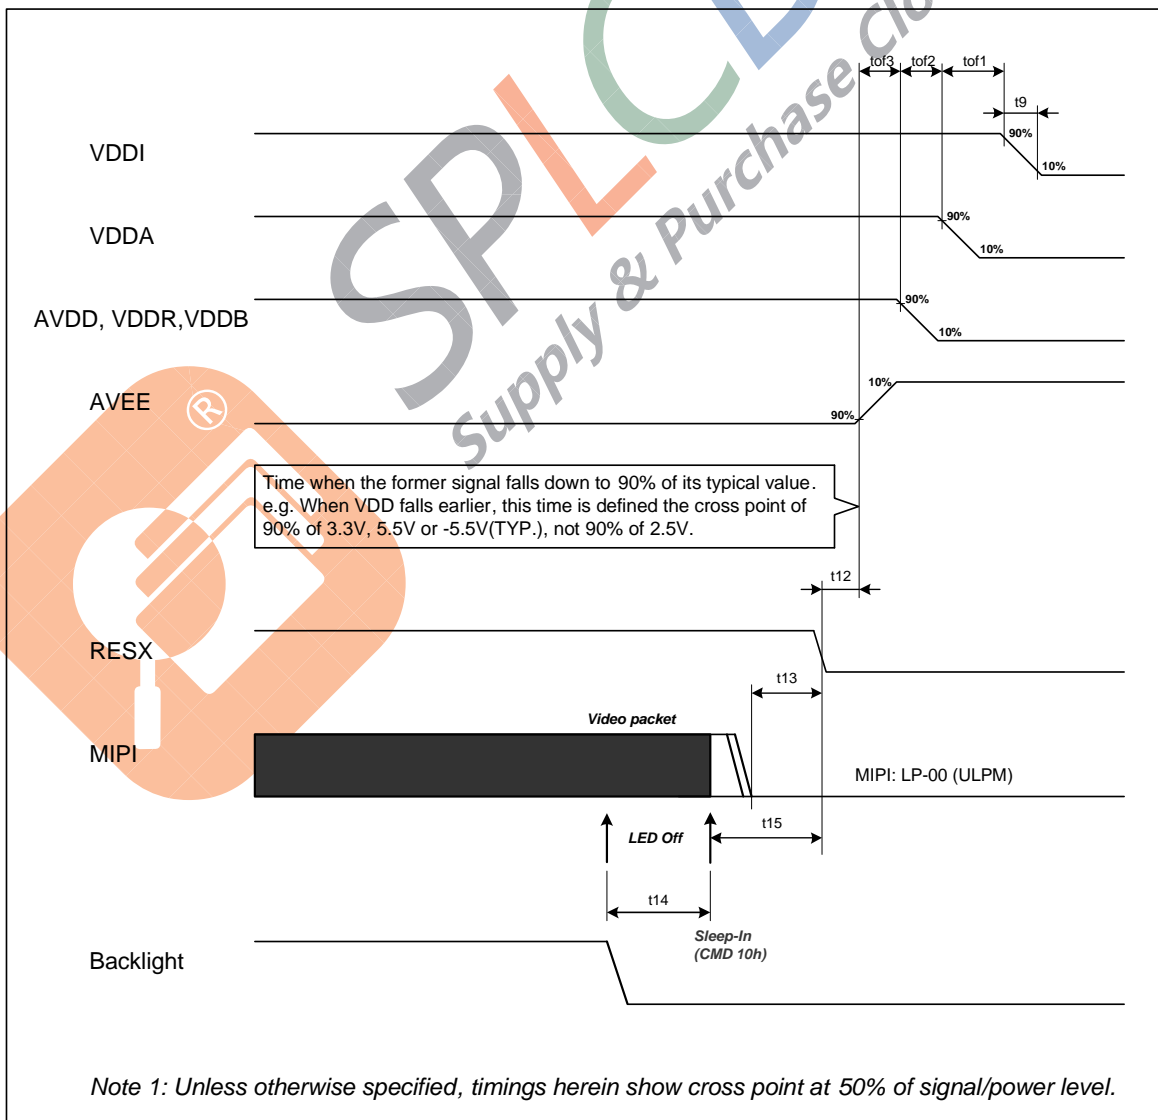 SPLCD
Supply & Purchase Clo
®
tof3 tof2 tof1
t9
VDDI
90%
10%
VDDA
90%
10%
AVDD, VDDR,VDDB
90%
10%
AVEE
10%
90%
Time when the former signal falls down to 90% of its typical value.
e.g. When VDD falls earlier, this time is defined the cross point of
90% of 3.3V, 5.5V or -5.5V(TYP.), not 90% of 2.5V.
t12
RESX
t13
Video packet
MIPI
MIPI: LP-00 (ULPM)
LED Off
t15
t14
Sleep-In
(CMD 10h)
Backlight
Note 1: Unless otherwise specified, timings herein show cross point at 50% of signal/power level.